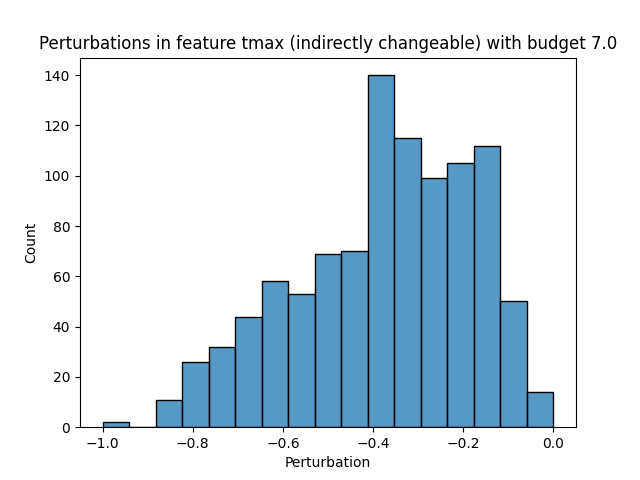 Perturbations in feature tmax (indirectly changeable) with budget 7.0
140
120
100
80
60
40
20
0
Count
−1.0 −0.8 −0.6 −0.4 −0.2 0.0
Perturbation